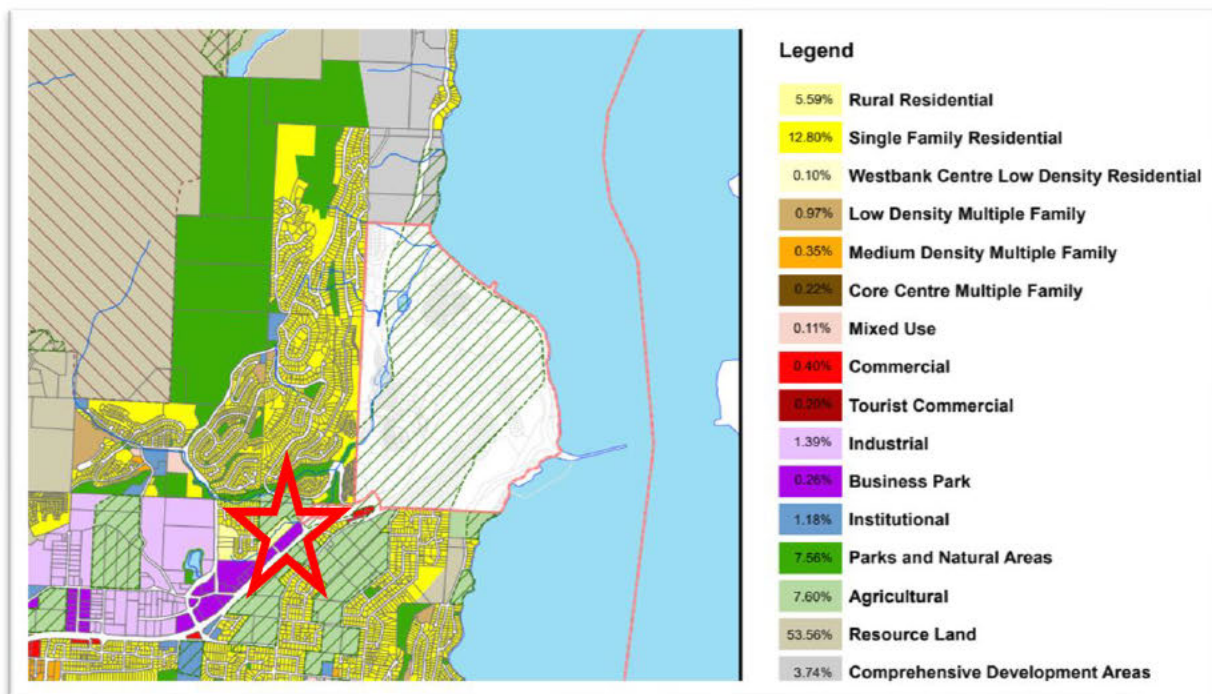 Legend
5.59% Rural Residential
12.80% Single Family Residential
0.10% Westbank Centre Low Density Residential
0.97% Low Density Multiple Family
0.35% Medium Density Multiple Family
0.22% Core Centre Multiple Family
0.11% Mixed Use
0.40% Commercial
0.20% Tourist Commercial
1.39% Industrial
0.26% Business Park
1.18% Institutional
7.56% Parks and Natural Areas
7.60% Agricultural
53.56% Resource Land
3.74% Comprehensive Development Areas